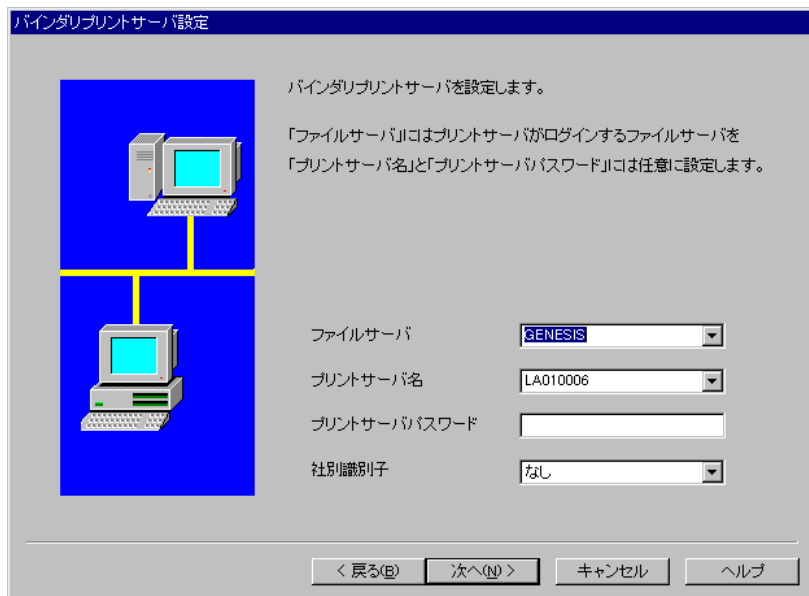 バインダリプリントサーバ設定
バインダリプリントサーバを設定します。
「ファイルサーバ」にはプリントサーバがログインするファイルサーバを
「プリントサーバ名」と「プリントサーバパスワード」には任意に設定します。
ファイルサーバ GENESIS
プリントサーバ名 LA010006
プリントサーバパスワード
社別識別子 なし
< 戻る(B) 次へ(N) > キャンセル ヘルプ